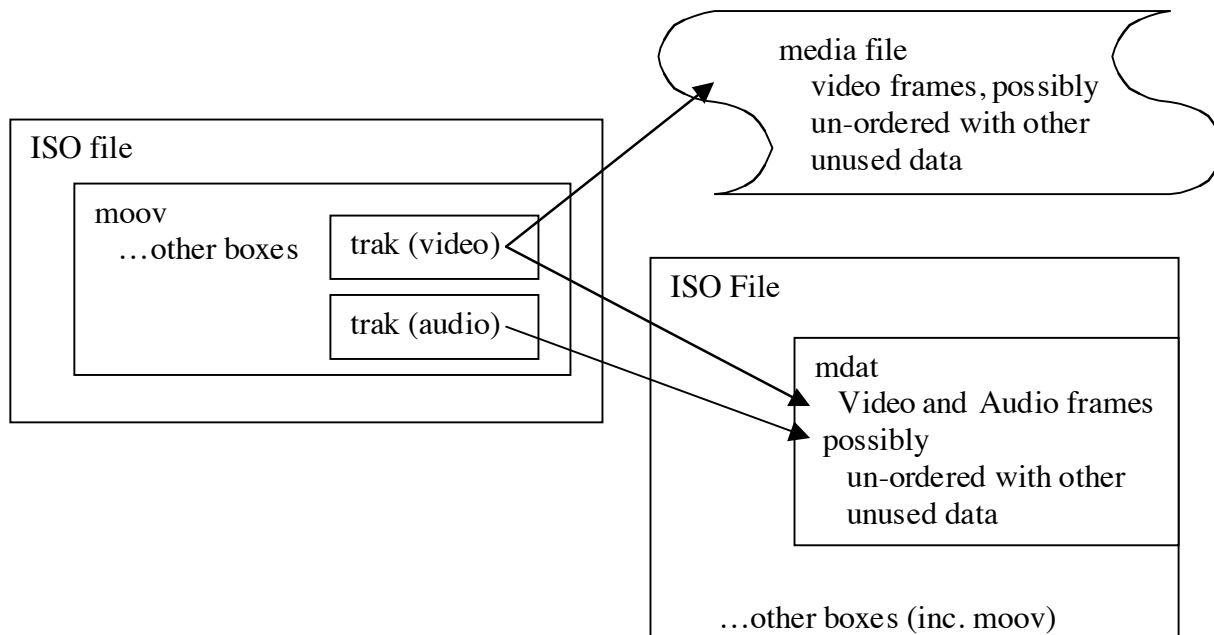 ISO file
moov
…other boxes
trak (video)
trak (audio)
media file
video frames, possibly
un-ordered with other
unused data
ISO File
mdat
Video and Audio frames
possibly
un-ordered with other
unused data
…other boxes (inc. moov)